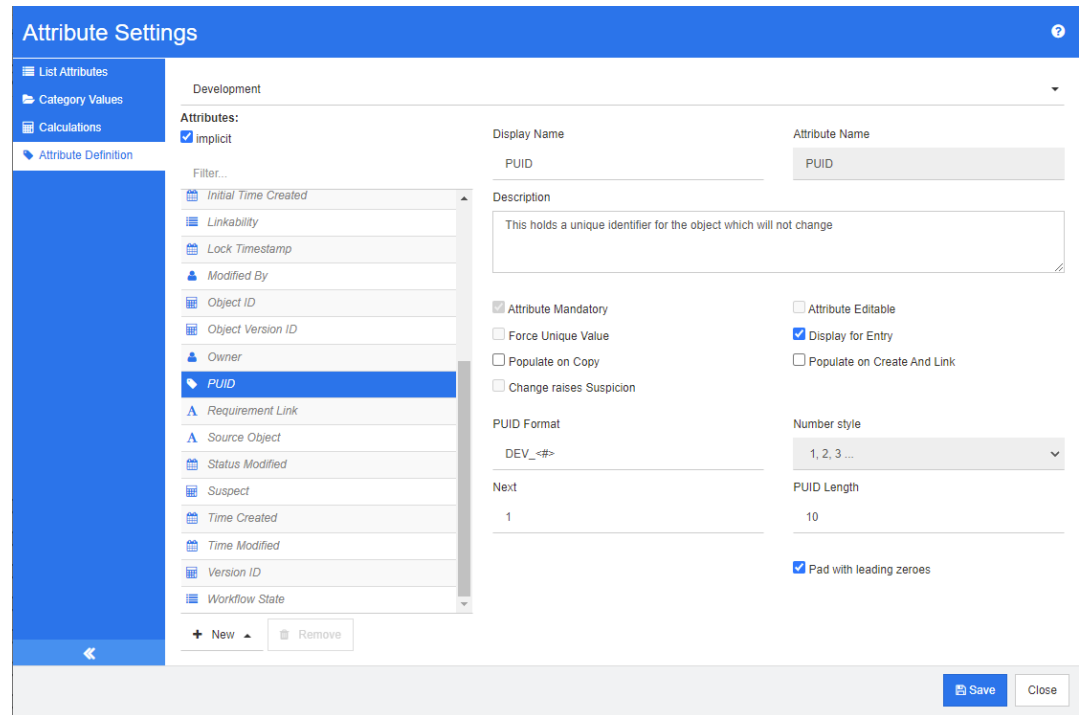 Attribute Settings
List Attributes
Category Values
Calculations
Attribute Definition
Development
Attributes:
implicit
Filter...
Initial Time Created
Linkability
Lock Timestamp
Modified By
Object ID
Object Version ID
Owner
PUID
Requirement Link
Source Object
Status Modified
Suspect
Time Created
Time Modified
Version ID
Workflow State
New
Remove
Display Name
Attribute Name
PUID
PUID
Description
This holds a unique identifier for the object which will not change
Attribute Mandatory
Attribute Editable
Force Unique Value
Display for Entry
Populate on Copy
Populate on Create And Link
Change raises Suspicion
PUID Format
Number style
DEV_<#>
1, 2, 3 ...
Next
PUID Length
1
10
Pad with leading zeroes
Save
Close